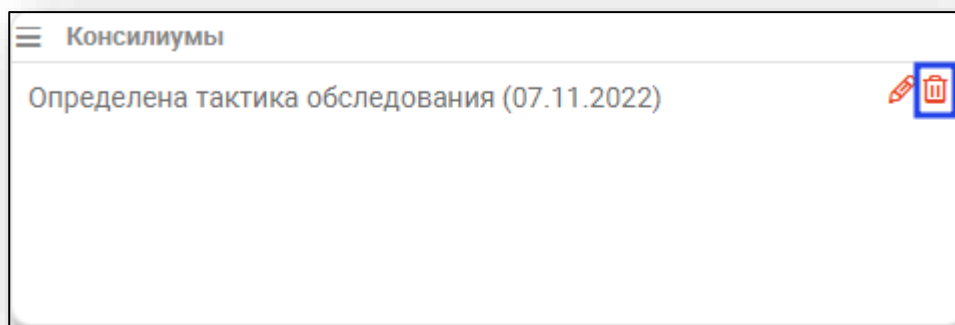 Консилиумы
Определена тактика обследования (07.11.2022)